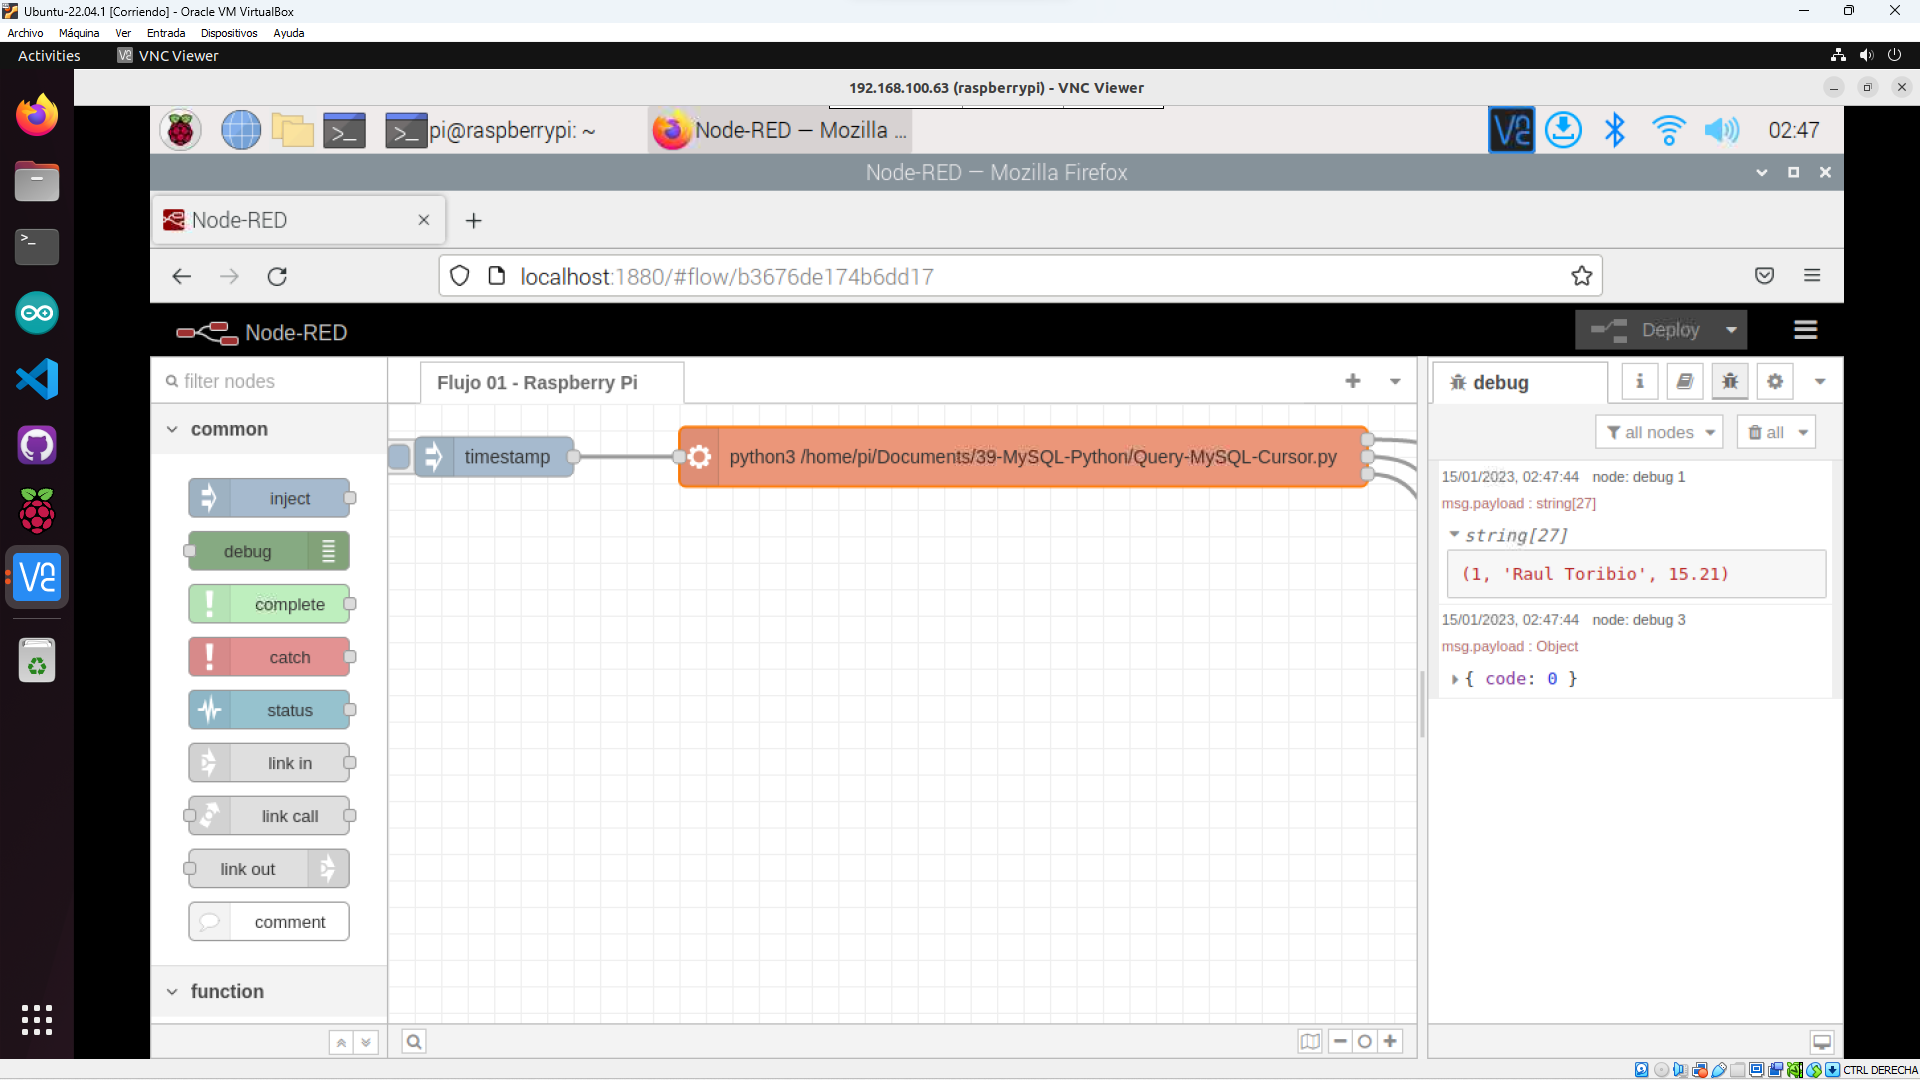 Ubuntu-22.04.1 [Corriendo] - Oracle VM VirtualBox
Archivo Máquina Ver Entrada Dispositivos Ayuda
Activities VNC Viewer
192.168.100.63 (raspberrypi) - VNC Viewer
pi@raspberrypi: ~ Node-RED — Mozilla ... 02:47
Node-RED — Mozilla Firefox
Node-RED
localhost:1880/#flow/b3676de174b6dd17
Node-RED Deploy
filter nodes
Flujo 01 - Raspberry Pi
debug
common
all nodes
all
timestamp
python3 /home/pi/Documents/39-MySQL-Python/Query-MySQL-Cursor.py
inject
debug
complete
catch
status
link in
link call
link out
comment
function
15/01/2023, 02:47:44 node: debug 1
msg.payload : string[27]
string[27]
(1, 'Raul Toribio', 15.21)
15/01/2023, 02:47:44 node: debug 3
msg.payload : Object
{ code: 0 }
CTRL DERECHA